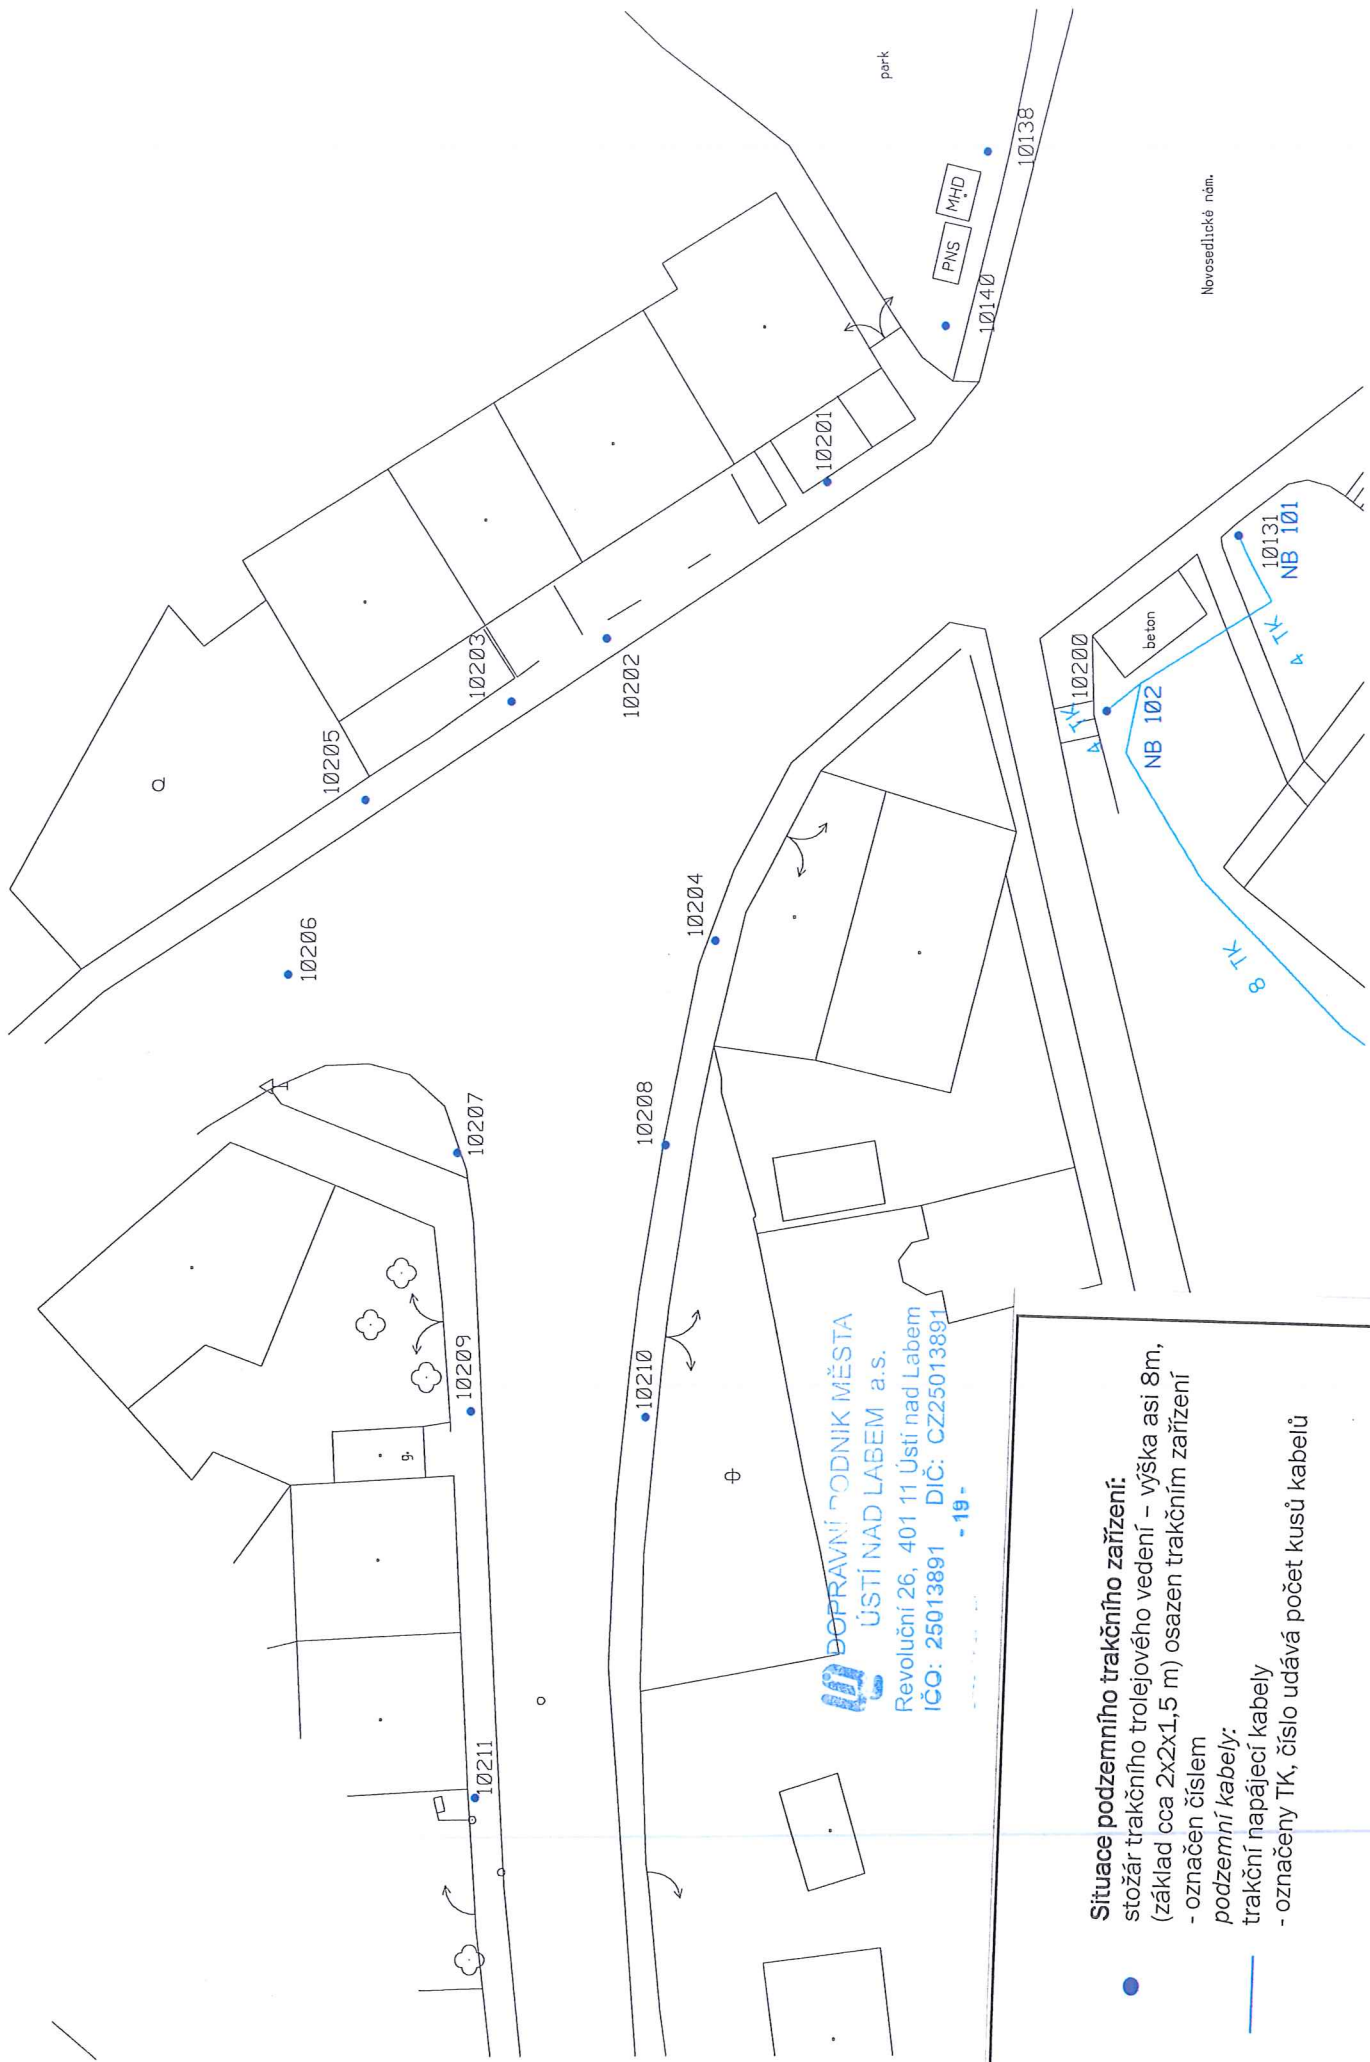 park
10138
MHD
PNS
10140
Novosedlické nám.
10201
10203
10202
10205
10206
10131
NB 101
4 TK
beton
10200
4 TK
NB 102
8 TK
10204
10208
10207
10209
10210
10211
g.
DOPRAVNÍ PODNIK MĚSTA
ÚSTÍ NAD LABEM a.s.
Revoluční 26, 401 11 Ústí nad Labem
IČO: 25013891 DIČ: CZ25013891
- 19 -
Situace podzemního trakčního zařízení:
stožár trakčního trolejového vedení – výška asi 8m,
(základ cca 2x2x1,5 m) osazen trakčním zařízení
- označen číslem
podzemní kabely:
trakční napájecí kabely
- označeny TK, číslo udává počet kusů kabelů